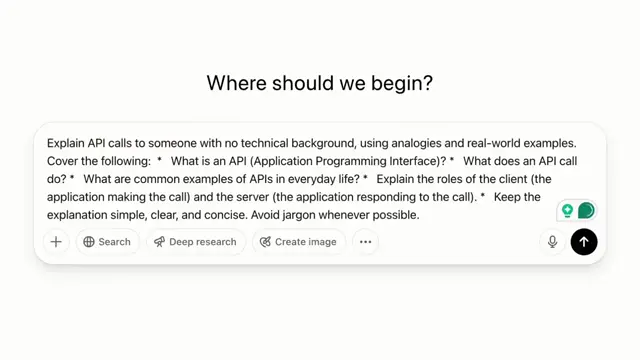 Where should we begin?
Explain API calls to someone with no technical background, using analogies and real-world examples.
Cover the following:  *   What is an API (Application Programming Interface)? *   What does an API call
do? *   What are common examples of APIs in everyday life? *   Explain the roles of the client (the
application making the call) and the server (the application responding to the call). *   Keep the
explanation simple, clear, and concise. Avoid jargon whenever possible.
Search Deep research Create image